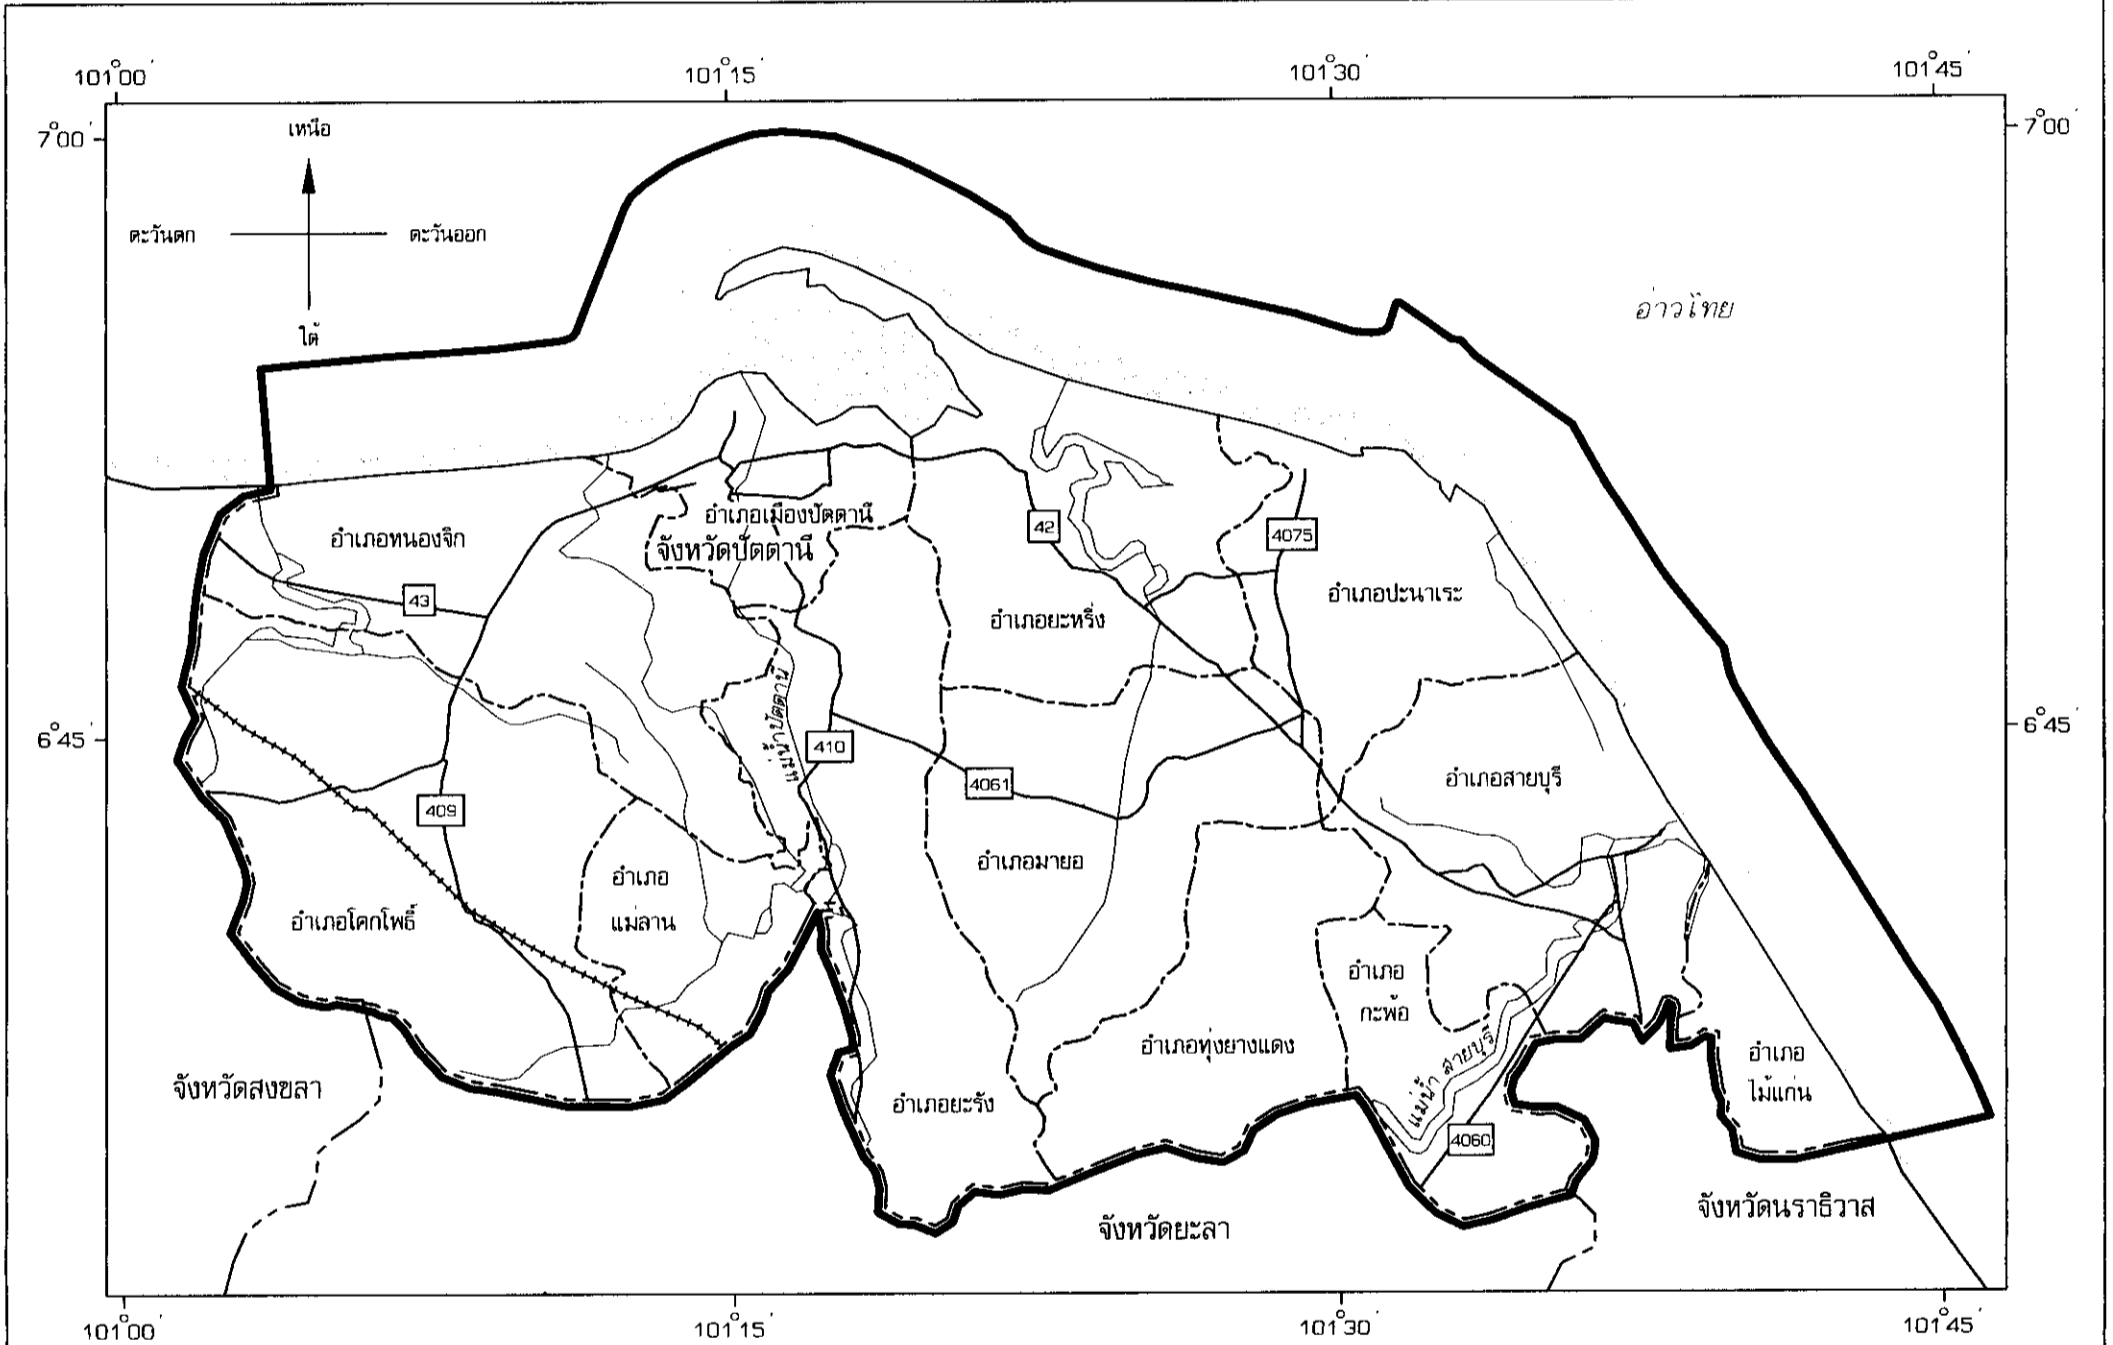 101°00' 101°15' 101°30' 101°45'
7°00' 7°00'
เหนือ
ตะวันตก ตะวันออก
ใต้
อ่าวไทย
อำเภอเมืองปัตตานี
42
4075
อำเภอหนองจิก
จังหวัดปัตตานี
43
อำเภอปะนาเระ
อำเภอยะหริ่ง
แม่น้ำปัตตานี
6°45' 6°45'
410
4061
อำเภอสายบุรี
409
อำเภอมายอ
อำเภอ
แม่ลาน
อำเภอโคกโพธิ์
อำเภอ
กะพ้อ
อำเภอทุ่งยางแดง
แม่น้ำ สายบุรี
อำเภอ
ไม้แก่น
จังหวัดสงขลา
อำเภอยะรัง
4060
จังหวัดนราธิวาส
จังหวัดยะลา
101°00' 101°15' 101°30' 101°45'